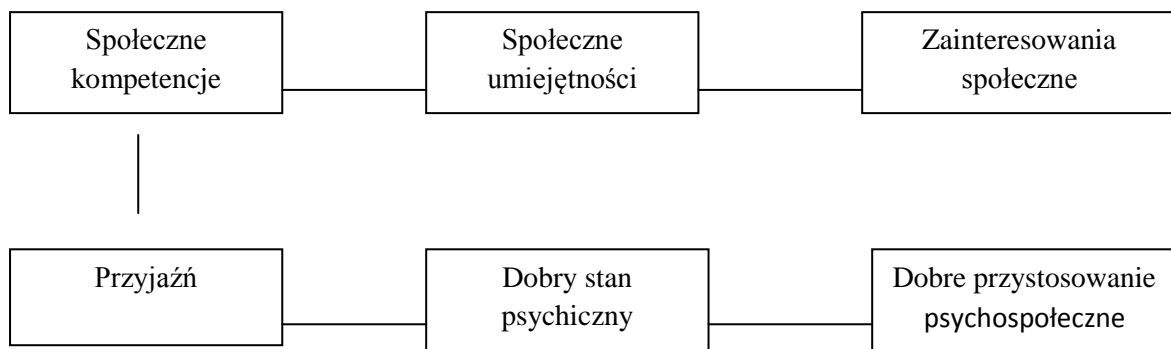 Społeczne
kompetencje
Społeczne
umiejętności
Zainteresowania
społeczne
Przyjaźń
Dobry stan
psychiczny
Dobre przystosowanie
psychospołeczne